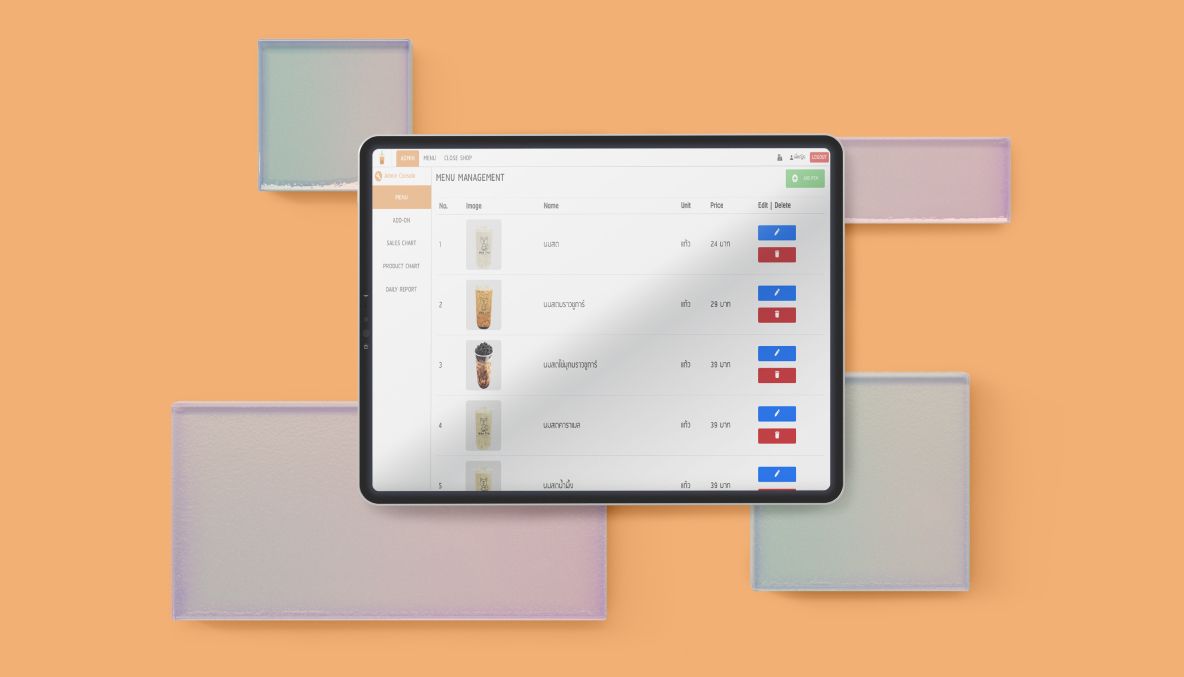 ADMIN MENU CLOSE SHOP LOGOUT
Admin Console
MENU MANAGEMENT
ADD ITEM
MENU
ADD-ON
SALES CHART
PRODUCT CHART
DAILY REPORT
No. Image Name Unit Price Edit | Delete
1 นมสด แก้ว 24 บาท
2 นมสดบราวชูการ์ แก้ว 29 บาท
3 นมสดไข่มุกบราวชูการ์ แก้ว 39 บาท
4 นมสดคาราเมล แก้ว 39 บาท
5 นมสดน้ำผึ้ง แก้ว 39 บาท